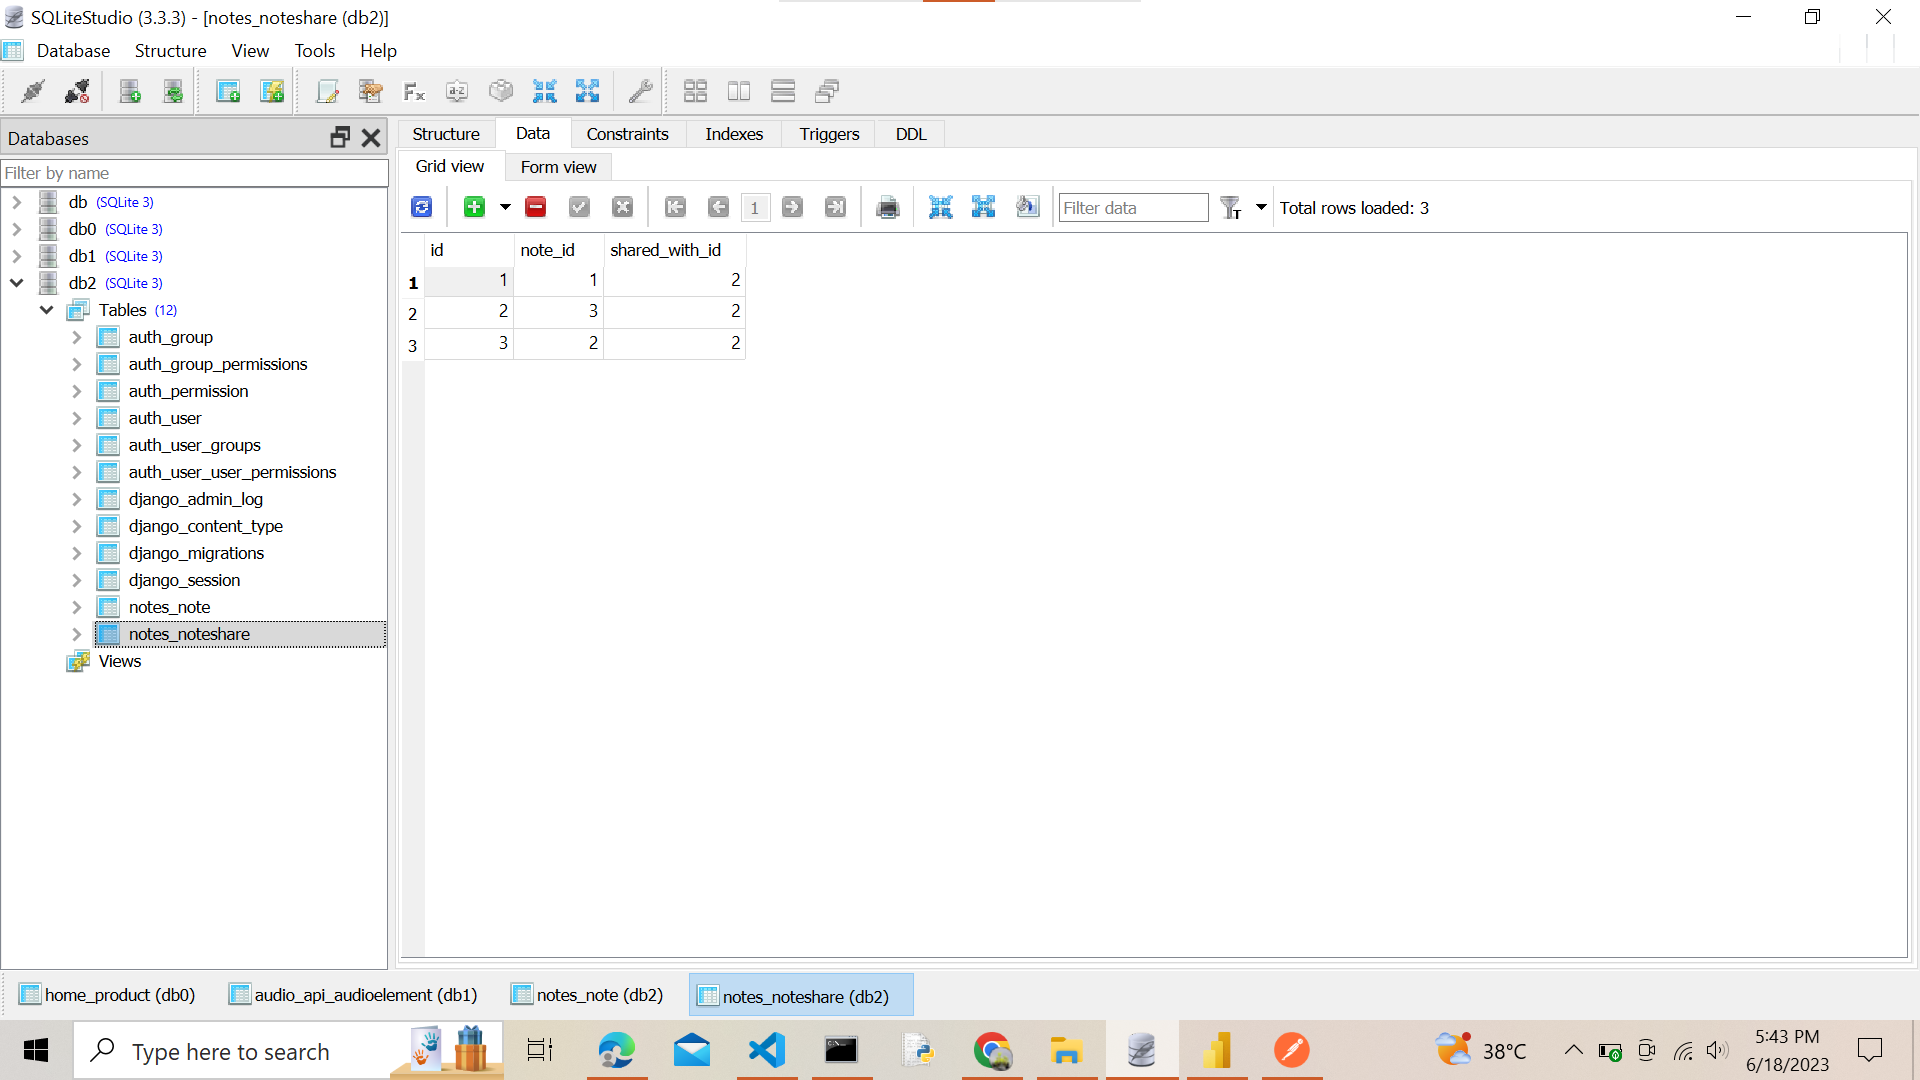 SQLiteStudio (3.3.3) - [notes_noteshare (db2)]
Database Structure View Tools Help
Databases
Filter by name
db (SQLite 3)
db0 (SQLite 3)
db1 (SQLite 3)
db2 (SQLite 3)
Tables (12)
auth_group
auth_group_permissions
auth_permission
auth_user
auth_user_groups
auth_user_user_permissions
django_admin_log
django_content_type
django_migrations
django_session
notes_note
notes_noteshare
Views
Structure Data Constraints Indexes Triggers DDL
Grid view Form view
1 Filter data T Total rows loaded: 3
id note_id shared_with_id
1 1 1 2
2 2 3 2
3 3 2 2
home_product (db0) audio_api_audioelement (db1) notes_note (db2) notes_noteshare (db2)
Type here to search
38°C
5:43 PM
6/18/2023